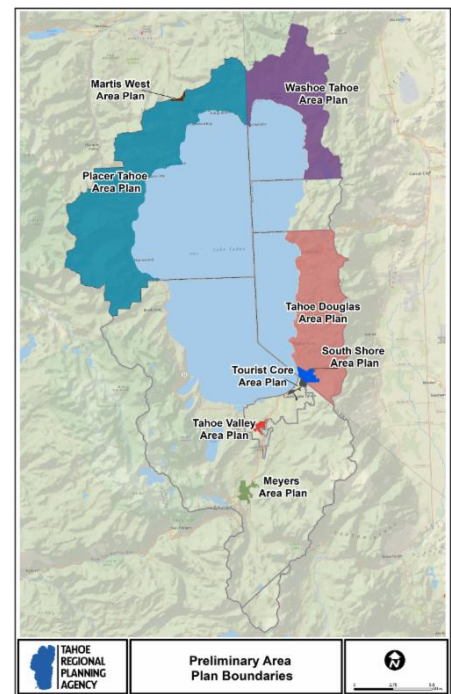 Martis West
Area Plan
Washoe Tahoe
Area Plan
Placer Tahoe
Area Plan
Lake Tahoe
Tahoe Douglas
Area Plan
South Shore
Area Plan
Tourist Core
Area Plan
Tahoe Valley
Area Plan
Meyers
Area Plan
TAHOE
REGIONAL
PLANNING
AGENCY
Preliminary Area
Plan Boundaries
N